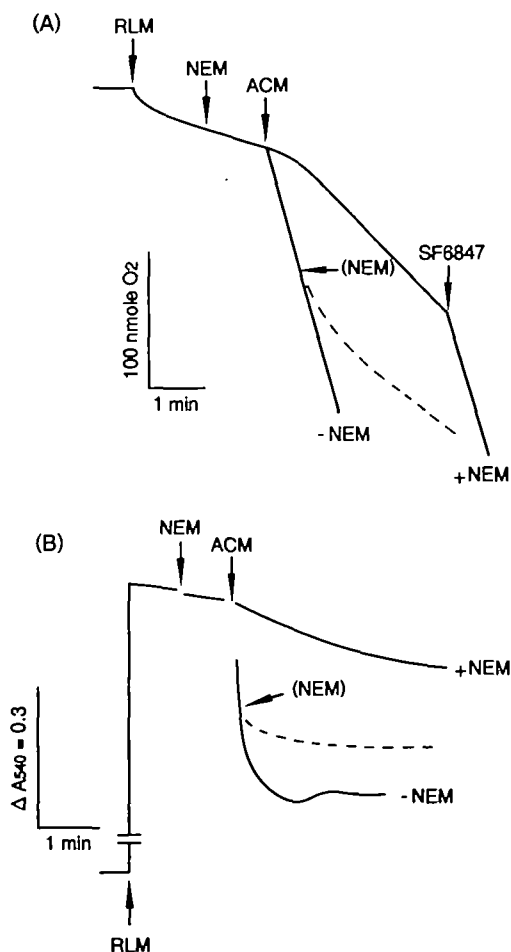 (A)
RLM
NEM
ACM
SF6847
(NEM)
100 nmole O2
1 min
- NEM
+ NEM
(B)
NEM
ACM
+ NEM
(NEM)
Δ A540 = 0.3
1 min
- NEM
RLM